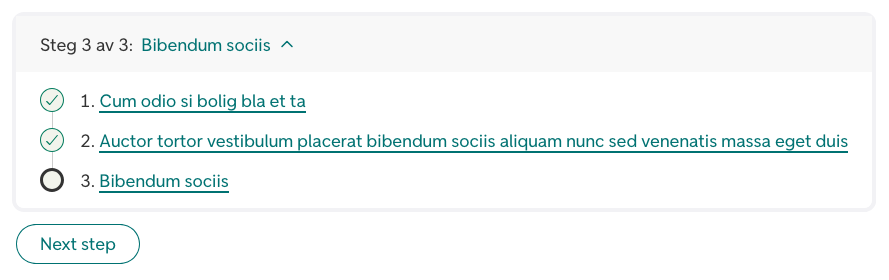 Steg 3 av 3: Bibendum sociis
1. Cum odio si bolig bla et ta
2. Auctor tortor vestibulum placerat bibendum sociis aliquam nunc sed venenatis massa eget duis
3. Bibendum sociis
Next step